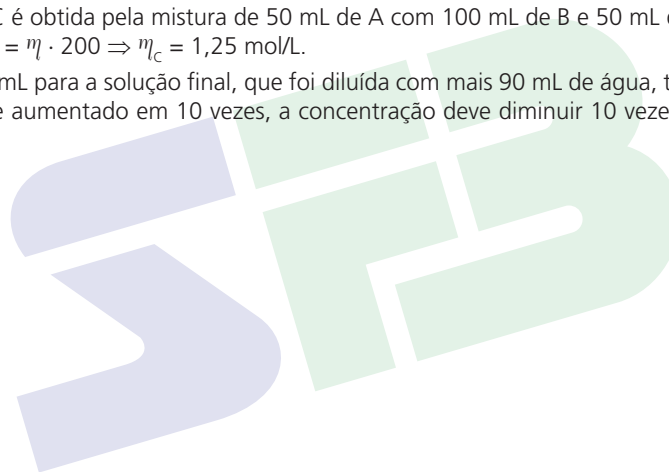 C é obtida pela mistura de 50 mL de A com 100 mL de B e 50 mL
= η · 200 ⇒ η_C = 1,25 mol/L.
mL para a solução final, que foi diluída com mais 90 mL de água,
e aumentado em 10 vezes, a concentração deve diminuir 10 veze
SFB